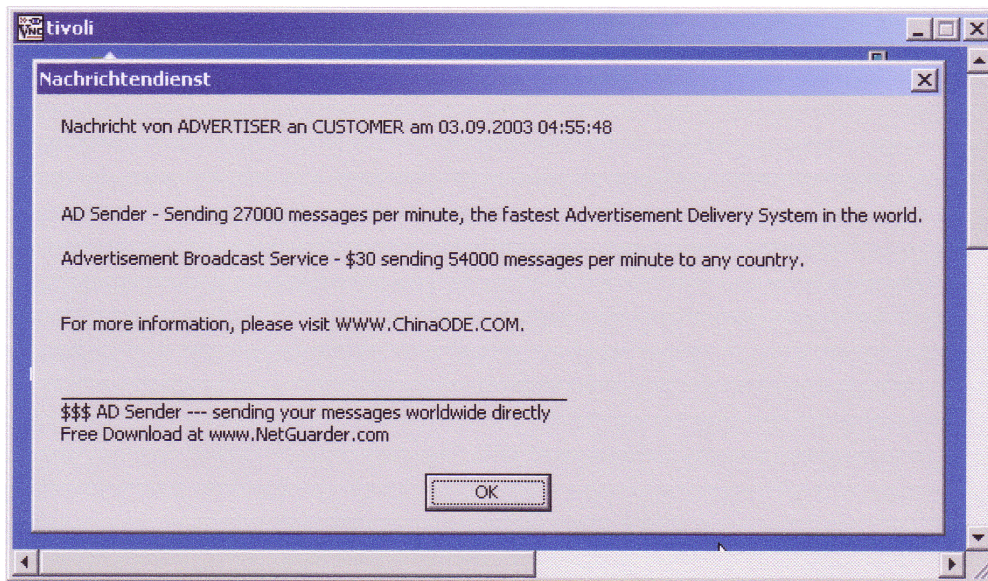 VNC tivoli
Nachrichtendienst
Nachricht von ADVERTISER an CUSTOMER am 03.09.2003 04:55:48
AD Sender - Sending 27000 messages per minute, the fastest Advertisement Delivery System in the world.
Advertisement Broadcast Service - $30 sending 54000 messages per minute to any country.
For more information, please visit WWW.ChinaODE.COM.
$$$ AD Sender --- sending your messages worldwide directly
Free Download at www.NetGuarder.com
OK